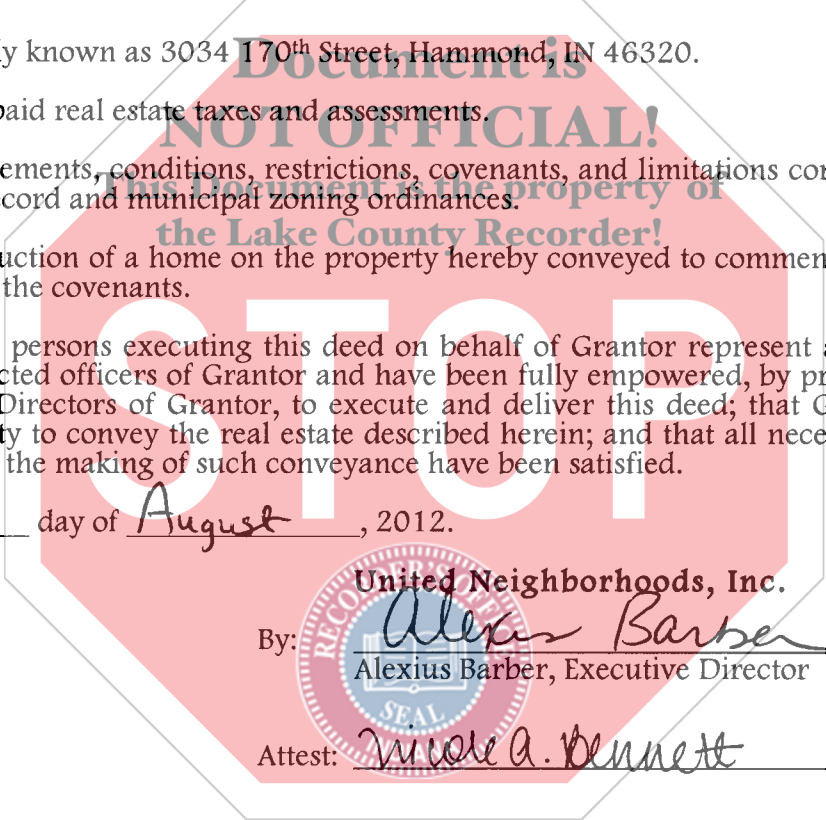 y known as 3034 170th Street, Hammond, IN 46320.
Document is
paid real estate taxes and assessments.
NOT OFFICIAL!
ements, conditions, restrictions, covenants, and limitations con
This Document is the property of
cord and municipal zoning ordinances.
the Lake County Recorder!
uction of a home on the property hereby conveyed to commen
the covenants.
STOP
persons executing this deed on behalf of Grantor represent a
cted officers of Grantor and have been fully empowered, by pr
Directors of Grantor, to execute and deliver this deed; that G
ty to convey the real estate described herein; and that all nece
the making of such conveyance have been satisfied.
day of August, 2012.
United Neighborhoods, Inc.
By: Alexius Barber
Alexius Barber, Executive Director
RECORDER'S OFFICE
SEAL
Attest: Nicole A. Bennett